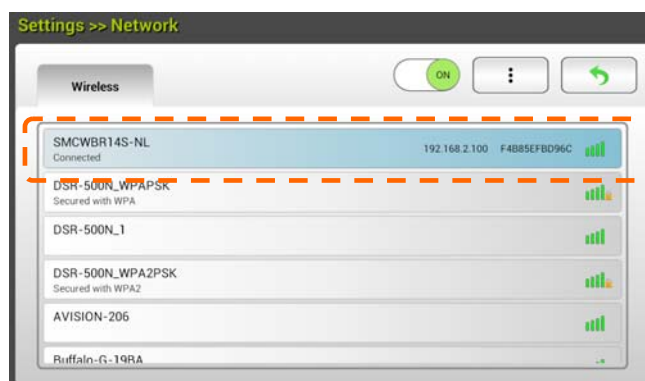 Settings >> Network
Wireless
ON
SMCWBR14S-NL
Connected
192.168.2.100 F4B85EFBD96C
DSR-500N_WPAPSK
Secured with WPA
DSR-500N_1
DSR-500N_WPA2PSK
Secured with WPA2
AVISION-206
Buffalo-G-19BA